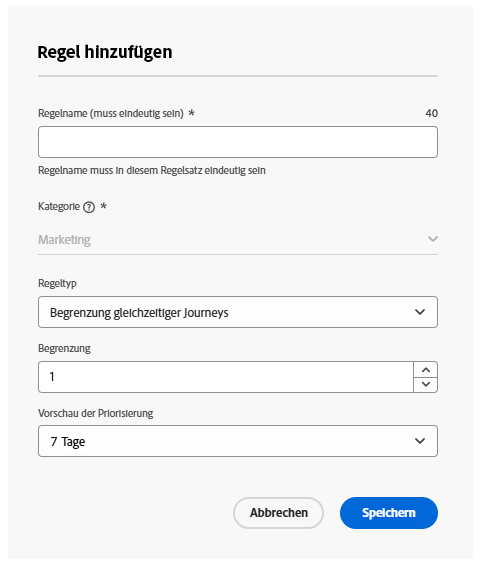 Regel hinzufügen
Regelname (muss eindeutig sein) * 40
Regelname muss in diesem Regelsatz eindeutig sein
Kategorie ? *
Marketing
Regeltyp
Begrenzung gleichzeitiger Journeys
Begrenzung
1
Vorschau der Priorisierung
7 Tage
Abbrechen Speichern